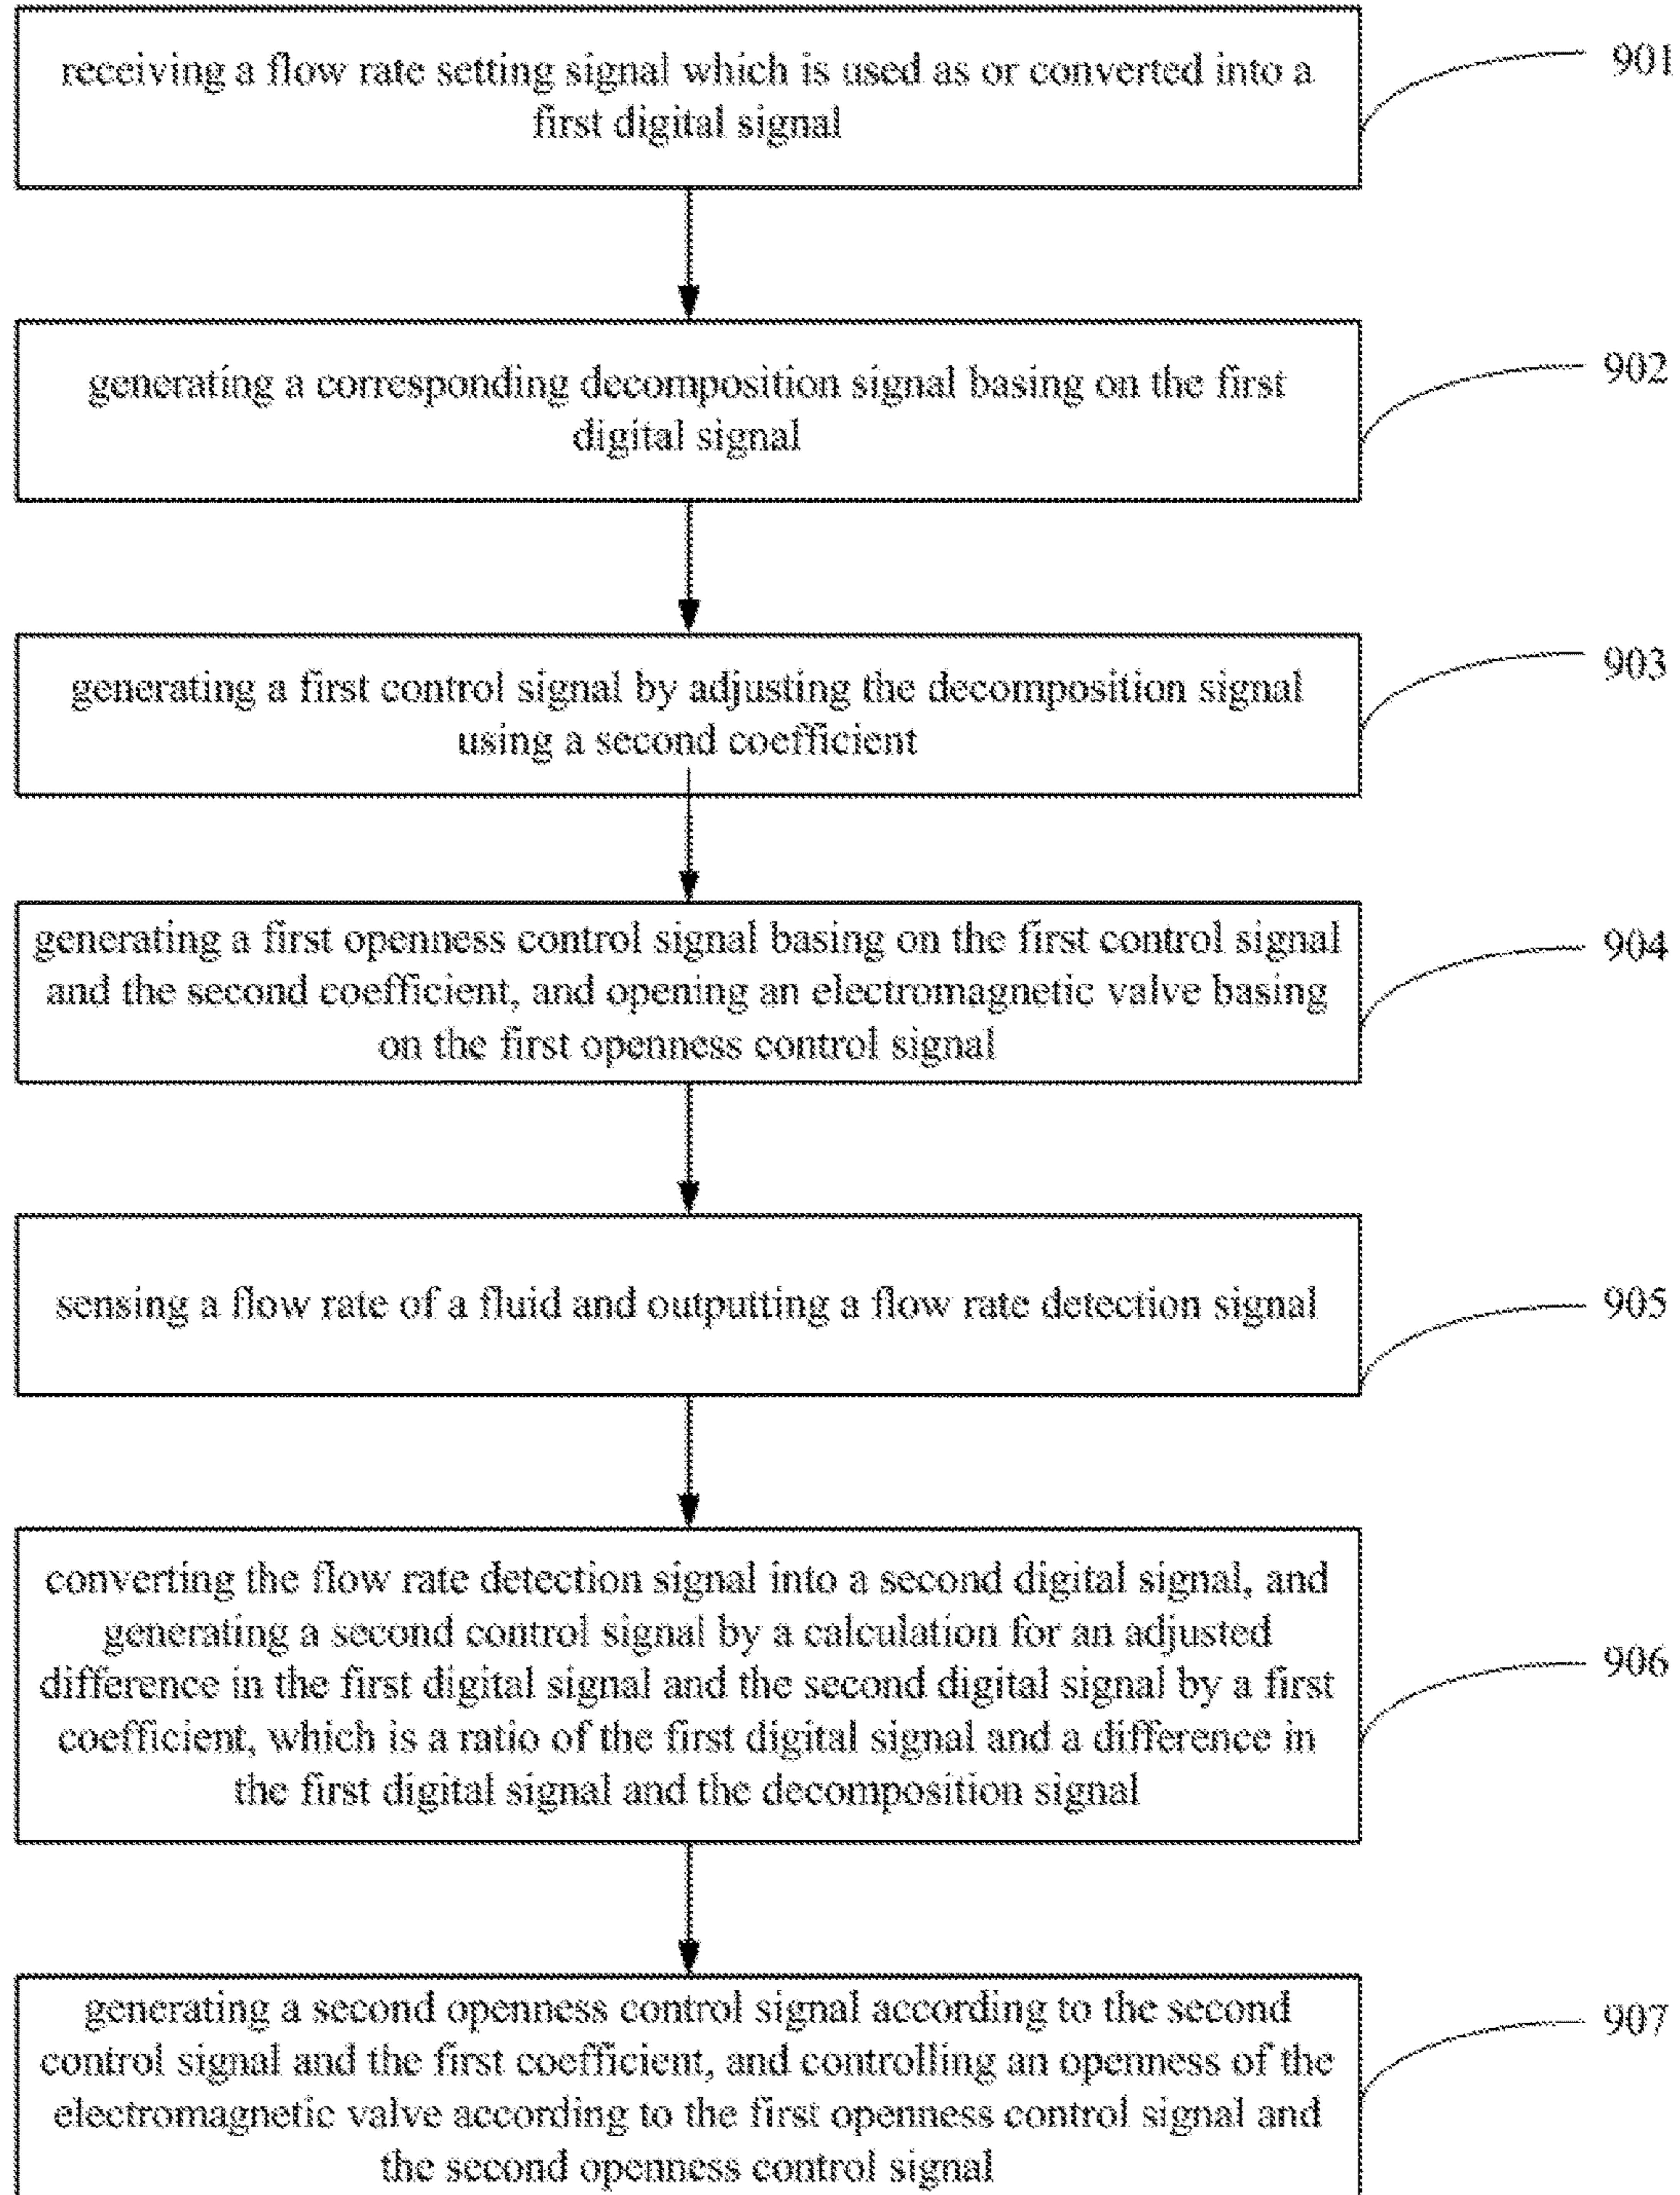 receiving a flow rate setting signal which is used as or converted into a
first digital signal
901
generating a corresponding decomposition signal basing on the first
digital signal
902
generating a first control signal by adjusting the decomposition signal
using a second coefficient
903
generating a first openness control signal basing on the first control signal
and the second coefficient, and opening an electromagnetic valve basing
on the first openness control signal
904
sensing a flow rate of a fluid and outputting a flow rate detection signal
905
converting the flow rate detection signal into a second digital signal, and
generating a second control signal by a calculation for an adjusted
difference in the first digital signal and the second digital signal by a first
coefficient, which is a ratio of the first digital signal and a difference in
the first digital signal and the decomposition signal
906
generating a second openness control signal according to the second
control signal and the first coefficient, and controlling an openness of the
electromagnetic valve according to the first openness control signal and
the second openness control signal
907